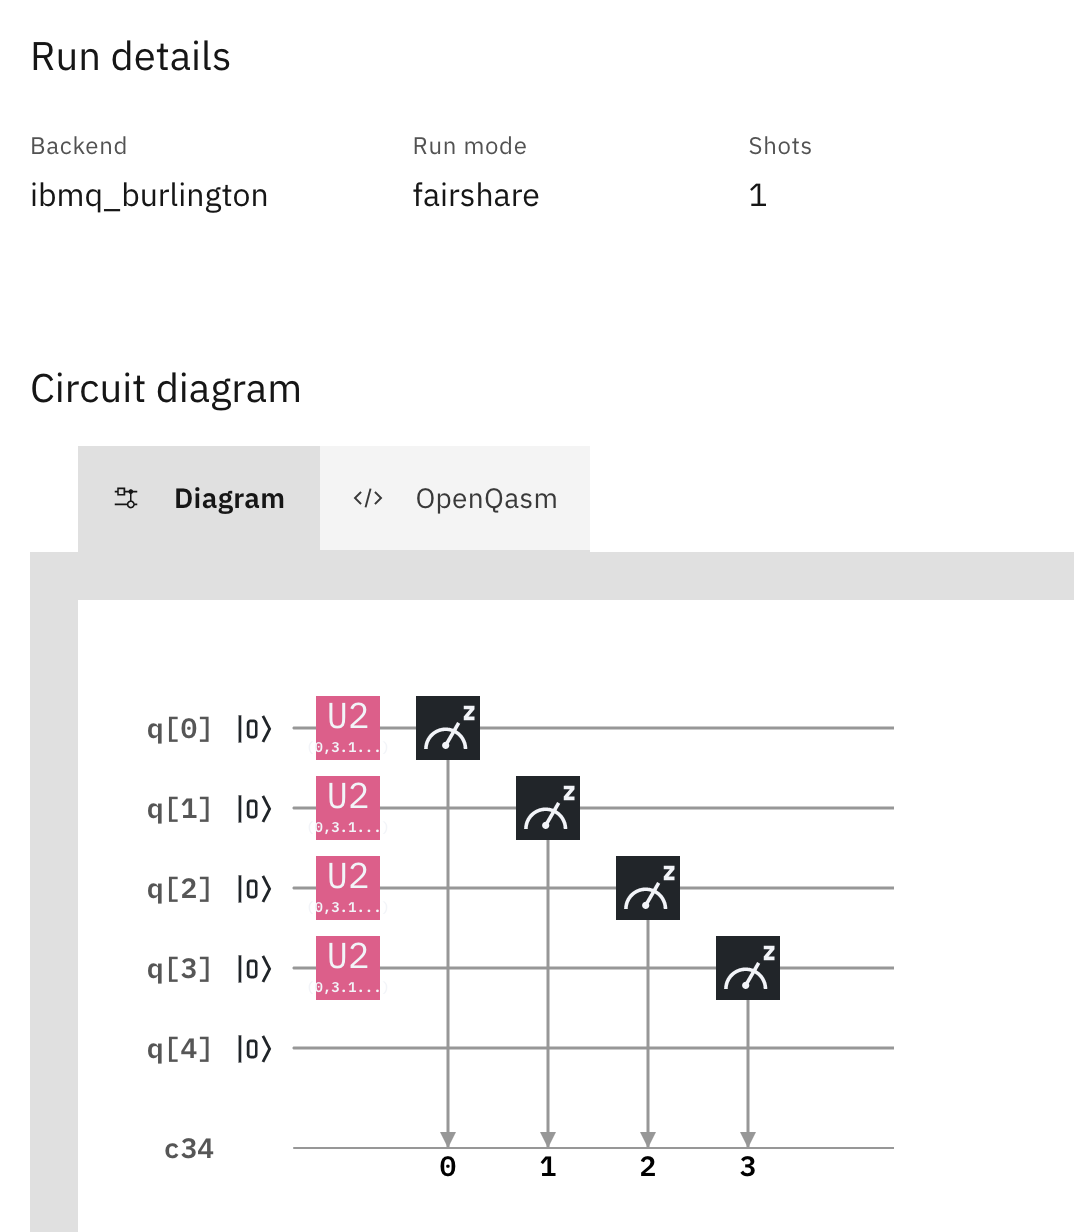 Run details
Backend Run mode Shots
ibmq_burlington fairshare 1
Circuit diagram
Diagram </> OpenQasm
q[0] |0⟩ U2 z
0,3.1...
q[1] |0⟩ U2 z
0,3.1...
q[2] |0⟩ U2 z
0,3.1...
q[3] |0⟩ U2 z
0,3.1...
q[4] |0⟩
c34
0 1 2 3